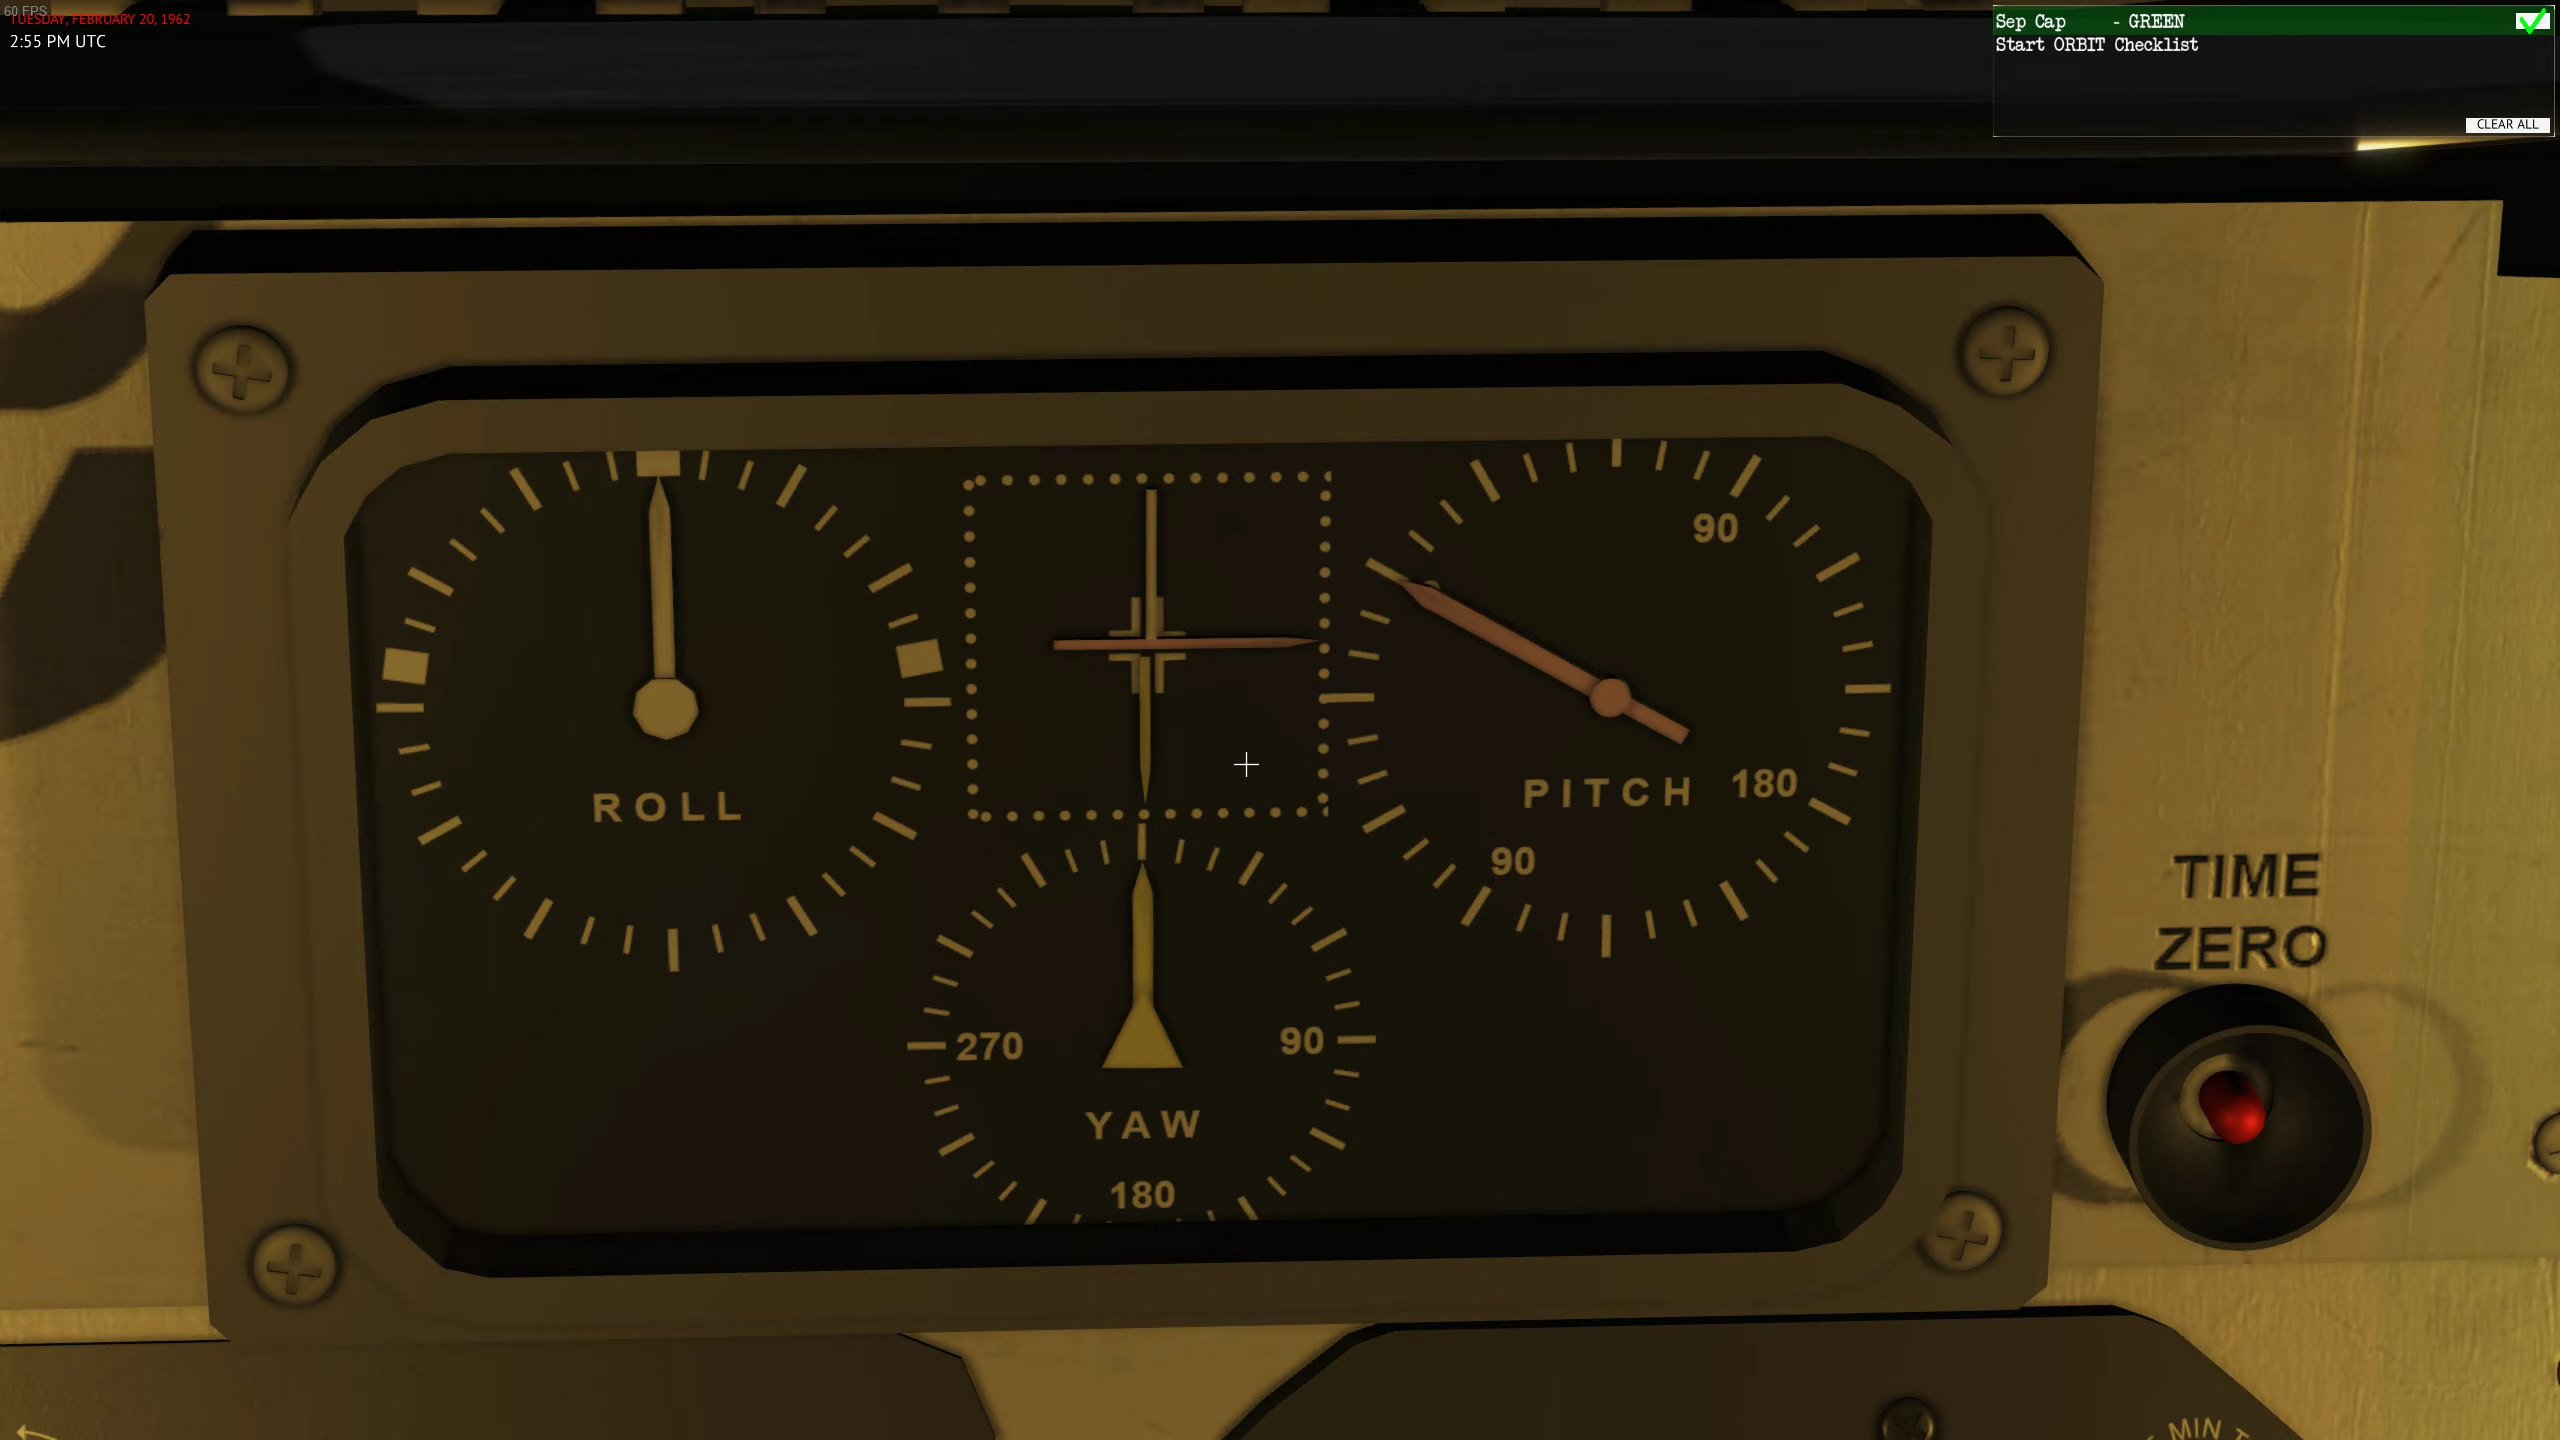 60 FPS
TUESDAY, FEBRUARY 20, 1962
2:55 PM UTC
Sep Cap - GREEN
Start ORBIT Checklist
CLEAR ALL
90
ROLL
PITCH 180
90
TIME
ZERO
270
90
YAW
180
MIN